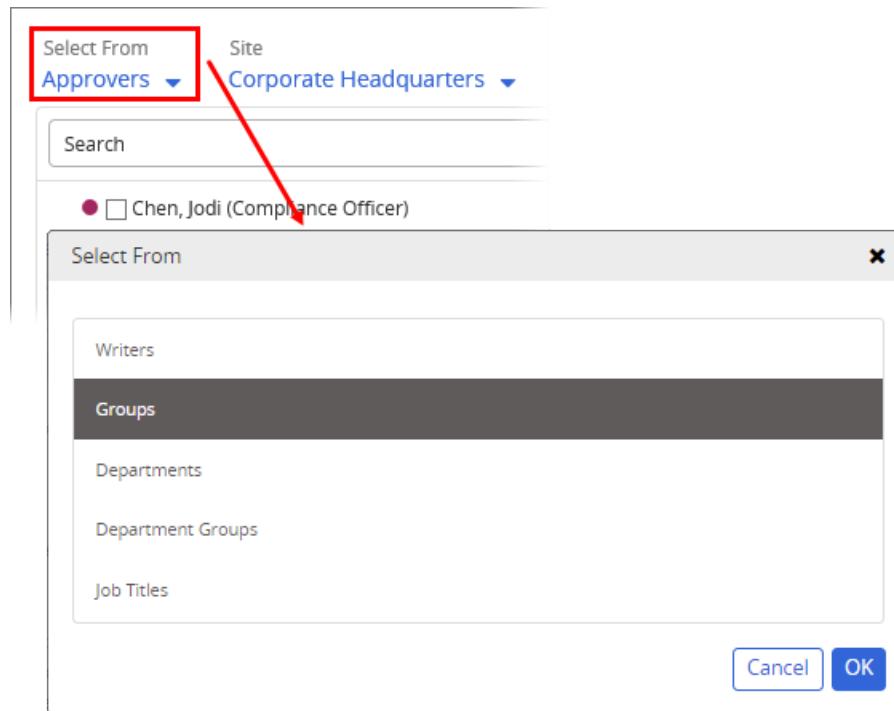 Select From Site
Approvers Corporate Headquarters
Search
Chen, Jodi (Compliance Officer)
Select From
Writers
Groups
Departments
Department Groups
Job Titles
Cancel OK